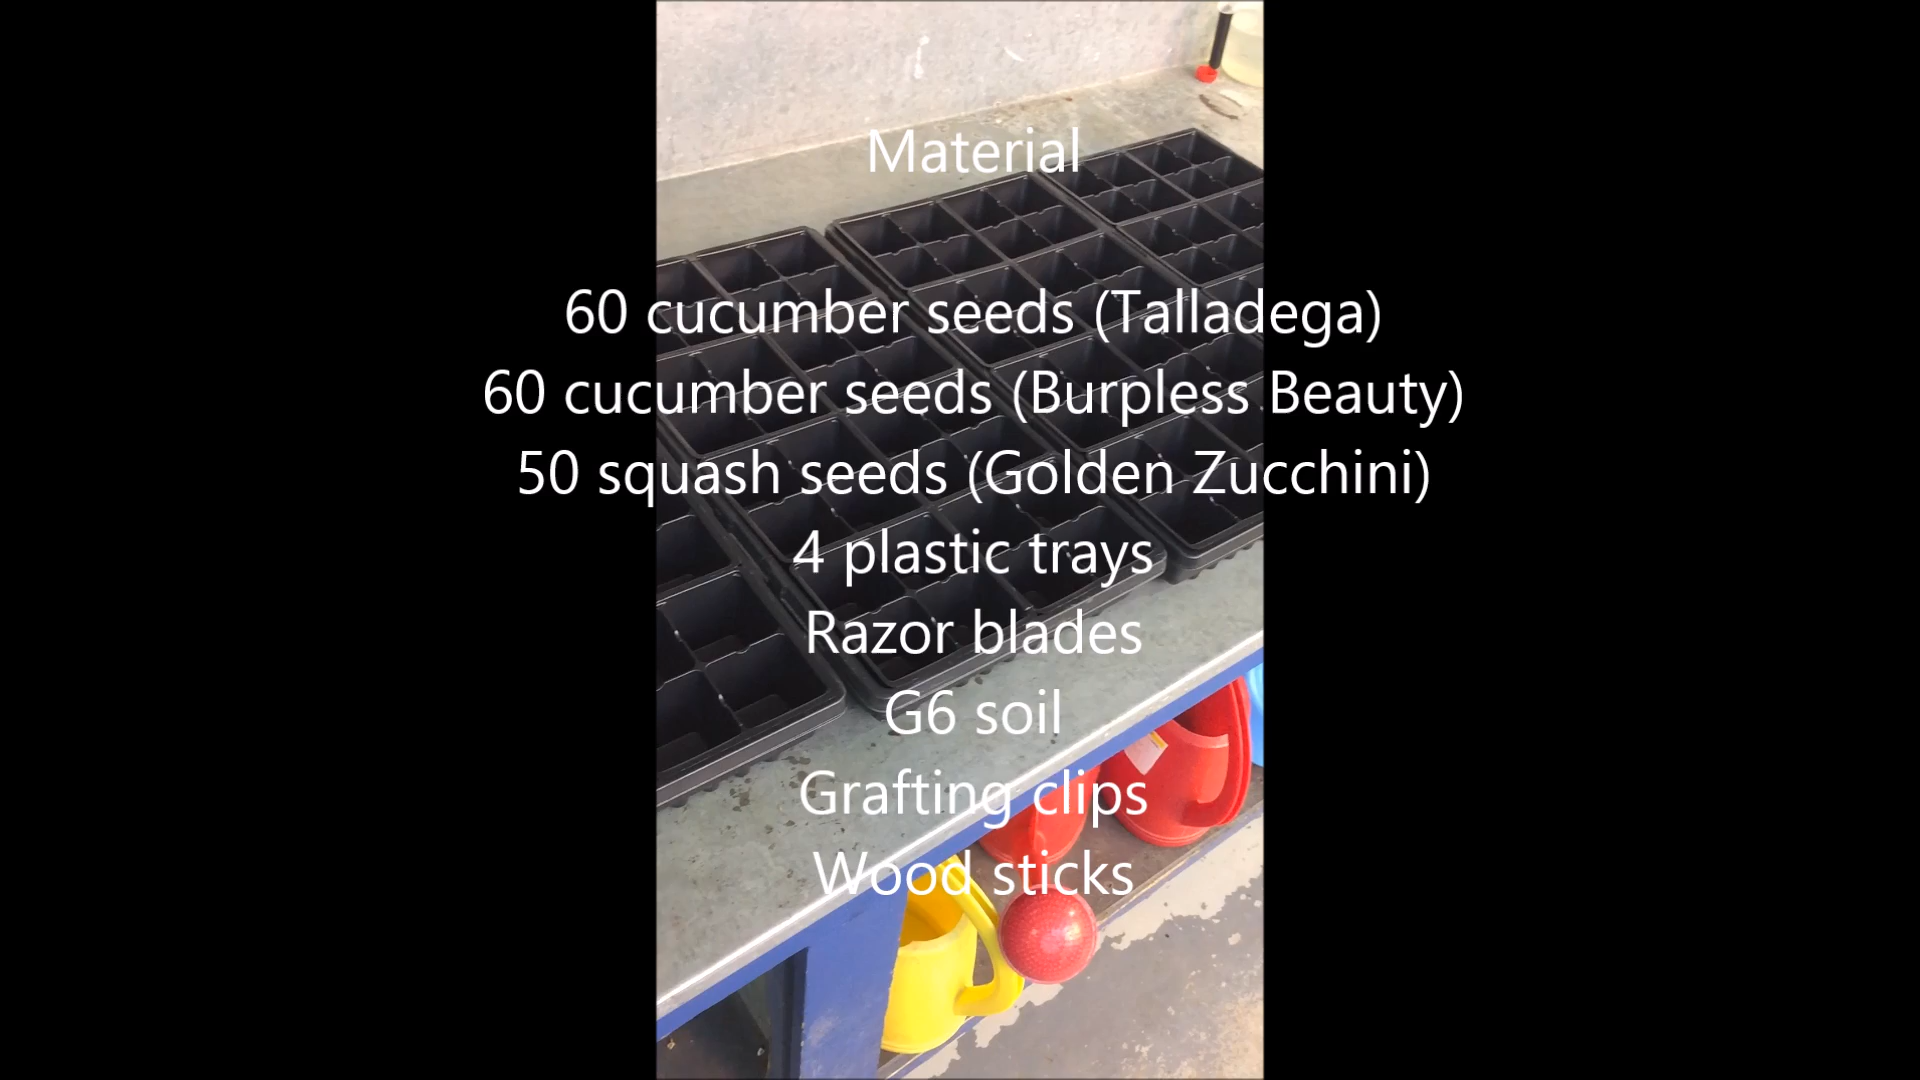 Material
60 cucumber seeds (Talladega)
60 cucumber seeds (Burpless Beauty)
50 squash seeds (Golden Zucchini)
4 plastic trays
Razor blades
G6 soil
Grafting clips
Wood sticks